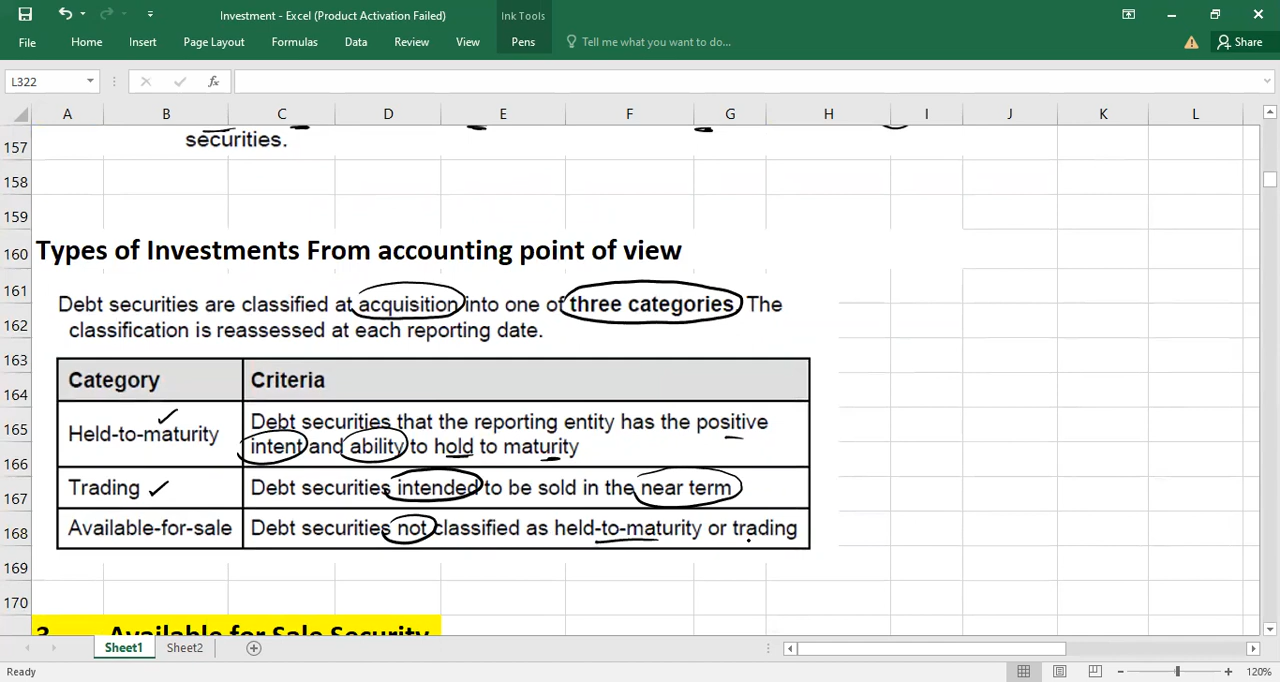 Investment - Excel (Product Activation Failed)
Ink Tools
File Home Insert Page Layout Formulas Data Review View Pens Tell me what you want to do... Share
L322 fx
A B C D E F G H I J K L
157 securities.
158
159
160 Types of Investments From accounting point of view
161 Debt securities are classified at acquisition into one of three categories. The
162 classification is reassessed at each reporting date.
163 Category Criteria
164
165 Held-to-maturity Debt securities that the reporting entity has the positive
166 intent and ability to hold to maturity
167 Trading Debt securities intended to be sold in the near term
168 Available-for-sale Debt securities not classified as held-to-maturity or trading
169
170
3. Available for Sale Security
Sheet1 Sheet2
Ready 120%